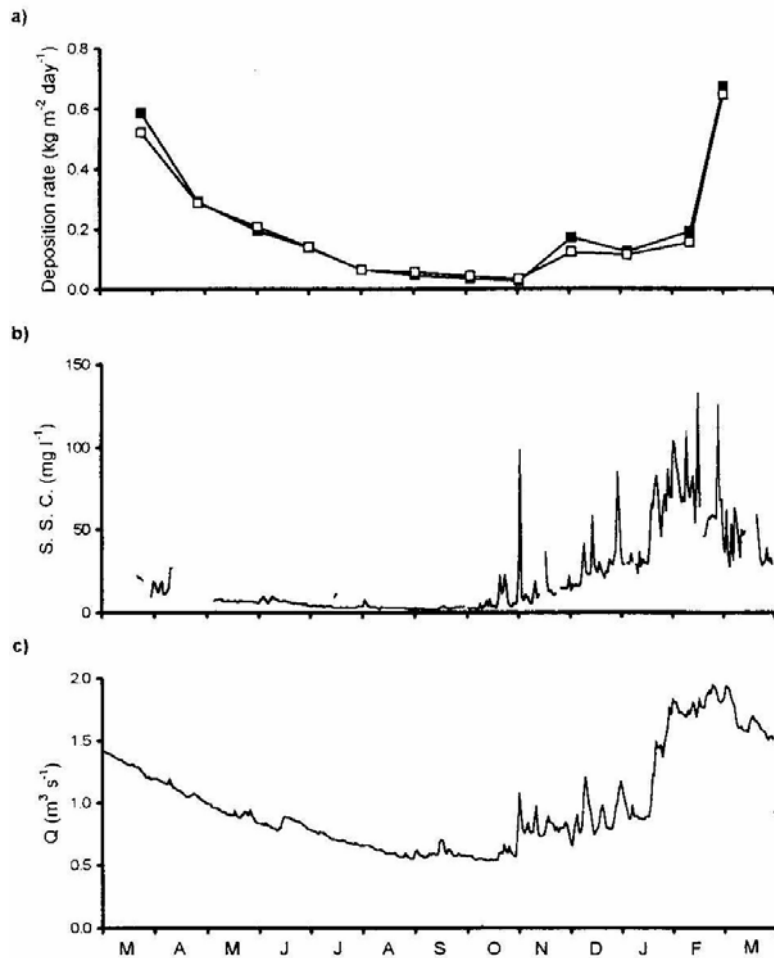 a)
Deposition rate (kg m⁻² day⁻¹)
0.8
0.6
0.4
0.2
0.0
b)
S. S. C. (mg l⁻¹)
150
100
50
0
c)
Q (m³ s⁻¹)
2.0
1.5
1.0
0.5
0.0
M A M J J A S O N D J F M